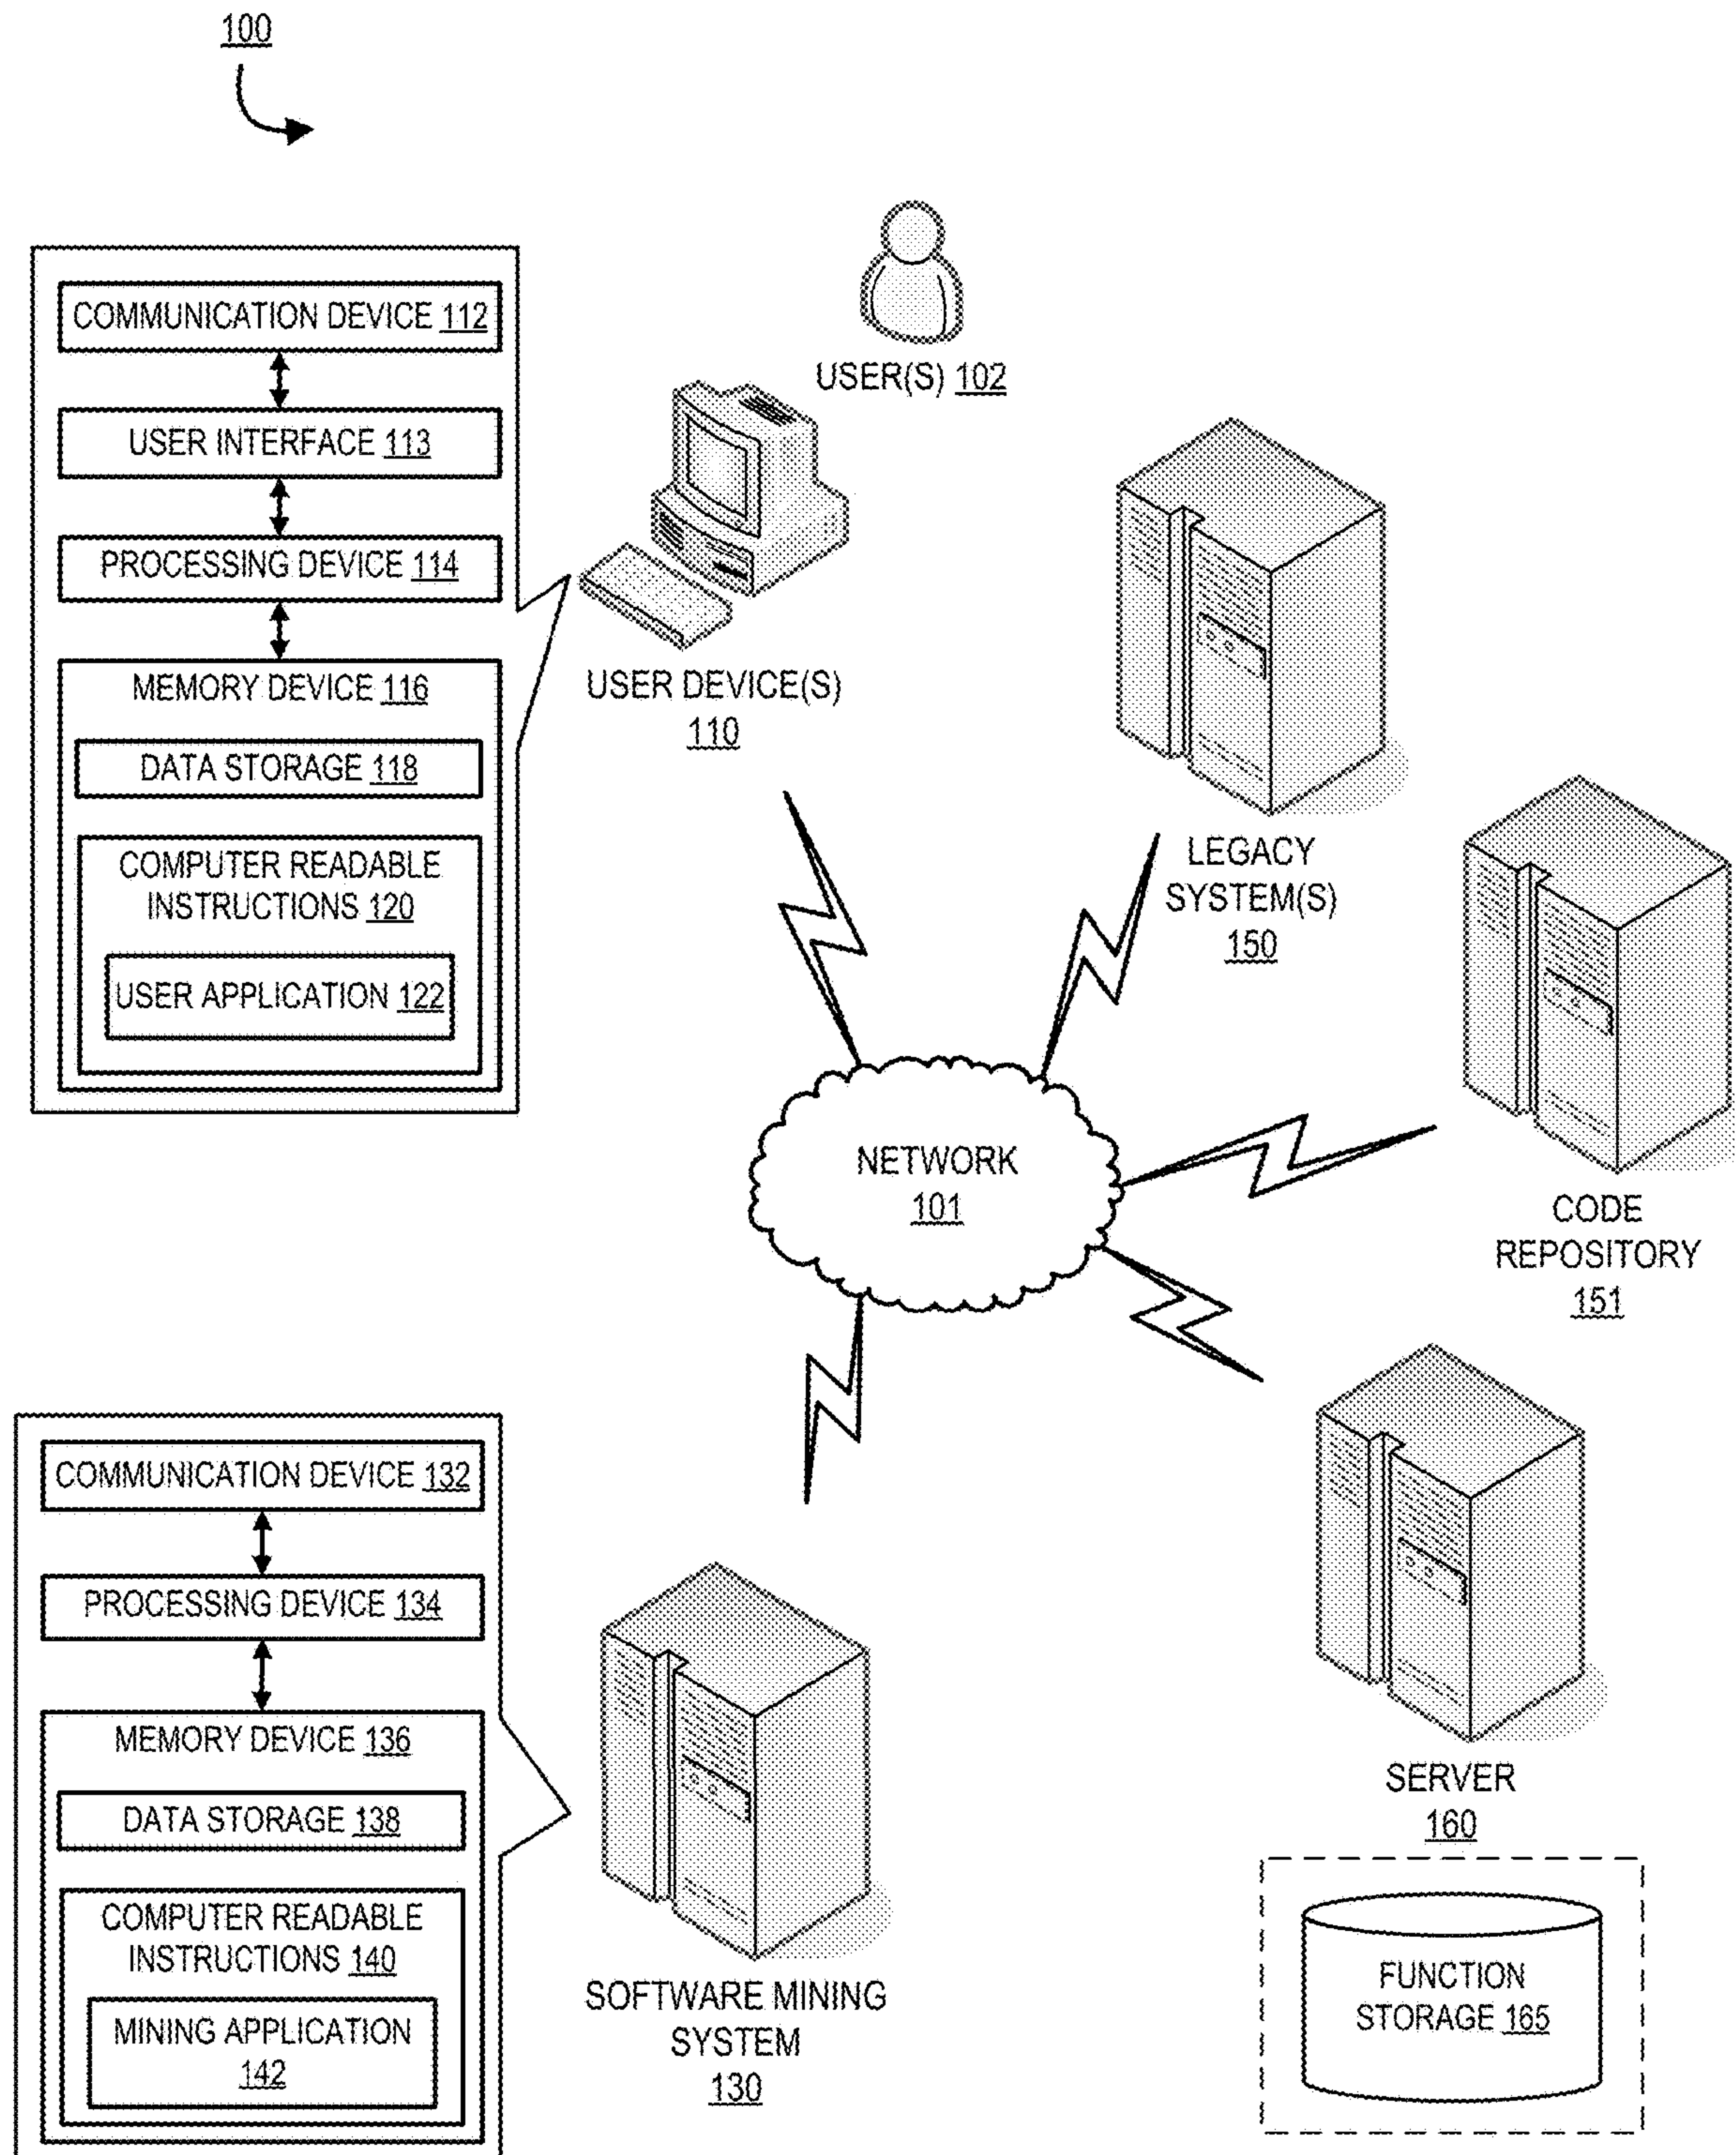 100
USER(S) 102
COMMUNICATION DEVICE 112
USER INTERFACE 113
PROCESSING DEVICE 114
MEMORY DEVICE 116
DATA STORAGE 118
COMPUTER READABLE
INSTRUCTIONS 120
USER APPLICATION 122
USER DEVICE(S)
110
LEGACY
SYSTEM(S)
150
CODE
REPOSITORY
151
NETWORK
101
COMMUNICATION DEVICE 132
PROCESSING DEVICE 134
MEMORY DEVICE 136
DATA STORAGE 138
COMPUTER READABLE
INSTRUCTIONS 140
MINING APPLICATION
142
SOFTWARE MINING
SYSTEM
130
SERVER
160
FUNCTION
STORAGE 165